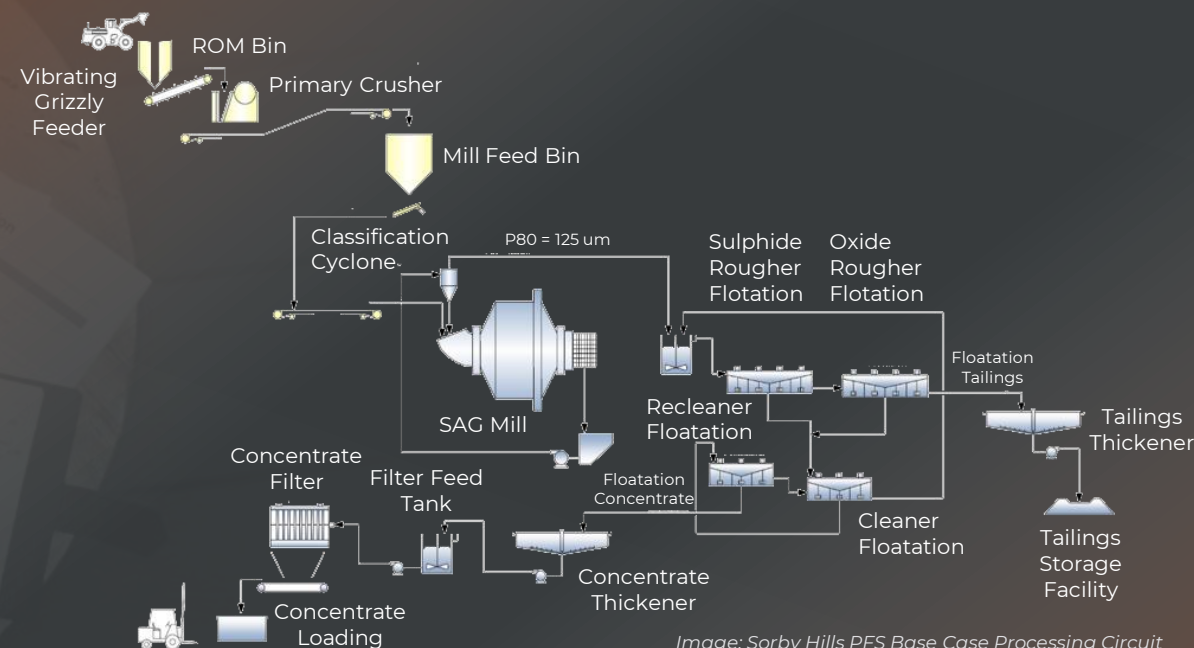 ROM Bin
Vibrating
Grizzly
Feeder
Primary Crusher
Mill Feed Bin
Classification
Cyclone
P80 = 125 um
Sulphide
Rougher
Flotation
Oxide
Rougher
Flotation
Floatation
Tailings
SAG Mill
Recleaner
Floatation
Tailings
Thickener
Concentrate
Filter
Filter Feed
Tank
Floatation
Concentrate
Cleaner
Floatation
Tailings
Storage
Facility
Concentrate
Thickener
Concentrate
Loading
Image: Sorby Hills PFS Base Case Processing Circuit